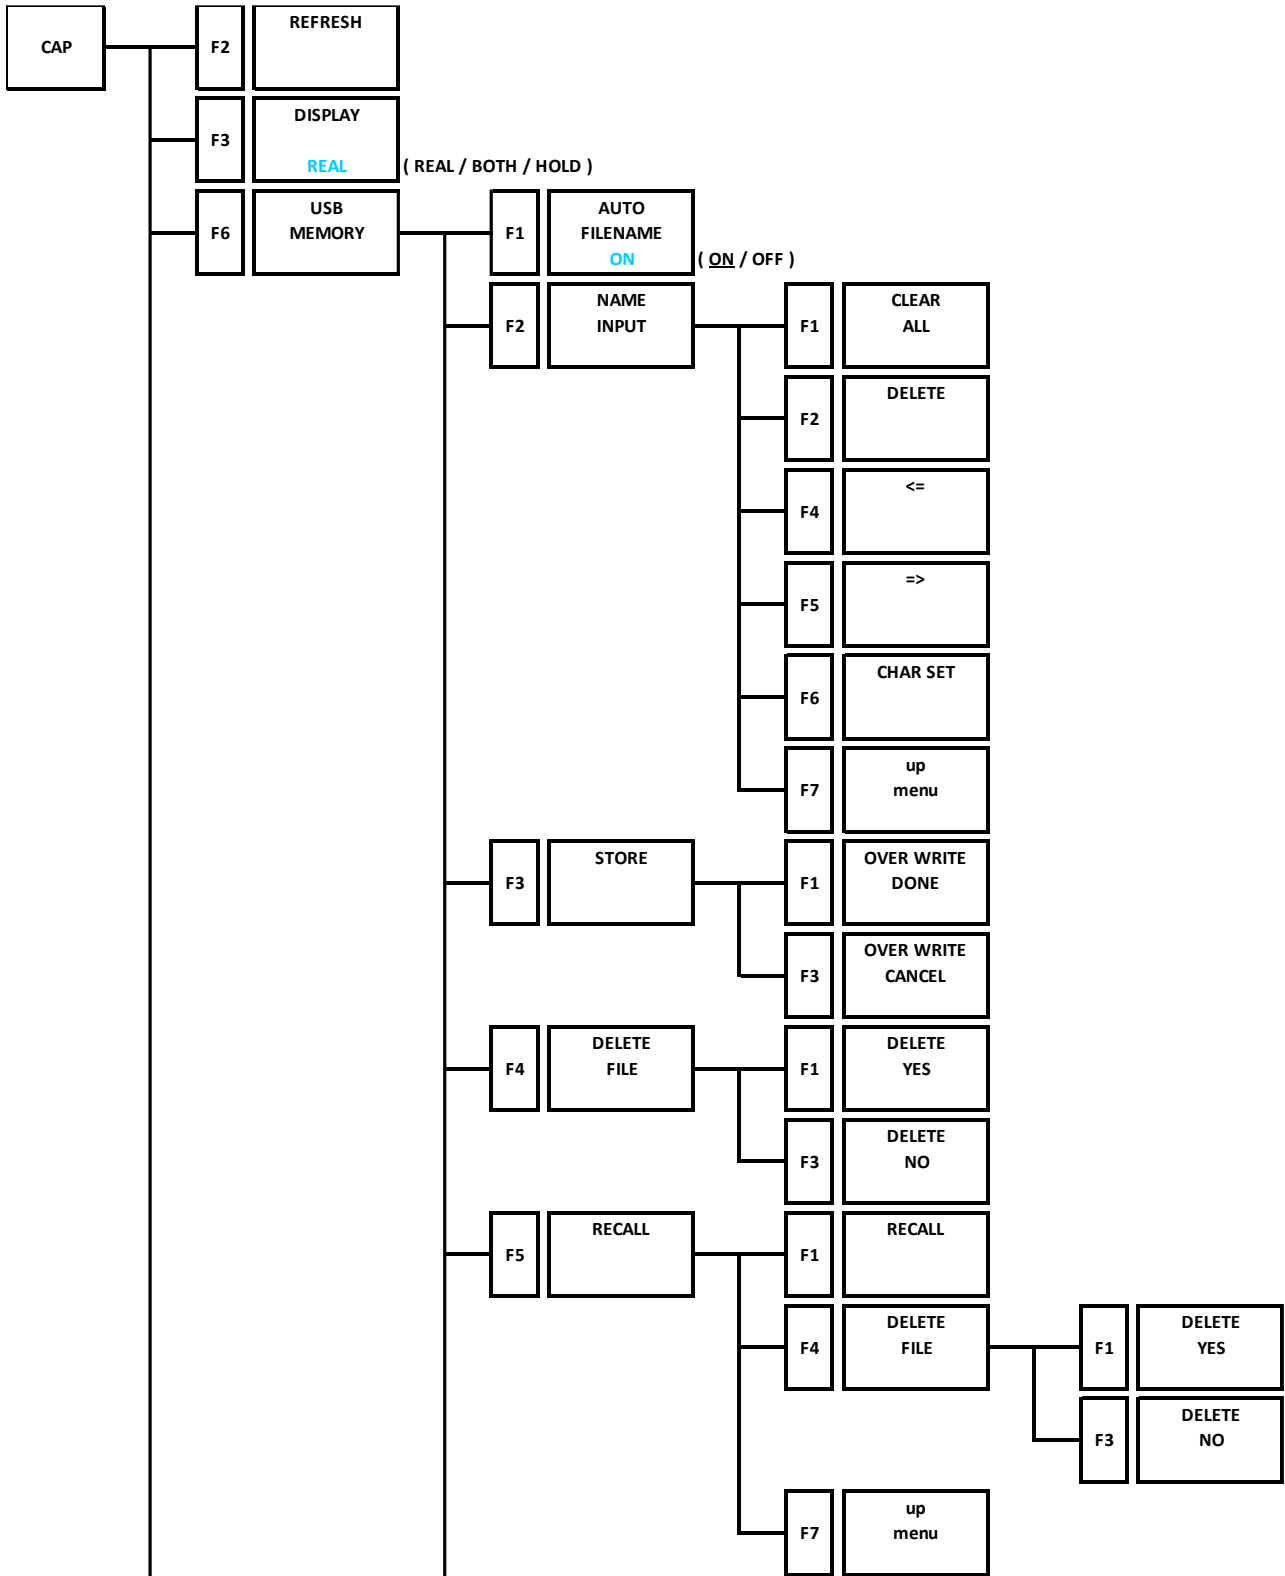 CAP
F2
REFRESH
F3
DISPLAY
REAL
( REAL / BOTH / HOLD )
F6
USB
MEMORY
F1
AUTO
FILENAME
ON
( ON / OFF )
F2
NAME
INPUT
F1
CLEAR
ALL
F2
DELETE
F4
<=
F5
=>
F6
CHAR SET
F7
up
menu
F3
STORE
F1
OVER WRITE
DONE
F3
OVER WRITE
CANCEL
F4
DELETE
FILE
F1
DELETE
YES
F3
DELETE
NO
F5
RECALL
F1
RECALL
F4
DELETE
FILE
F1
DELETE
YES
F3
DELETE
NO
F7
up
menu